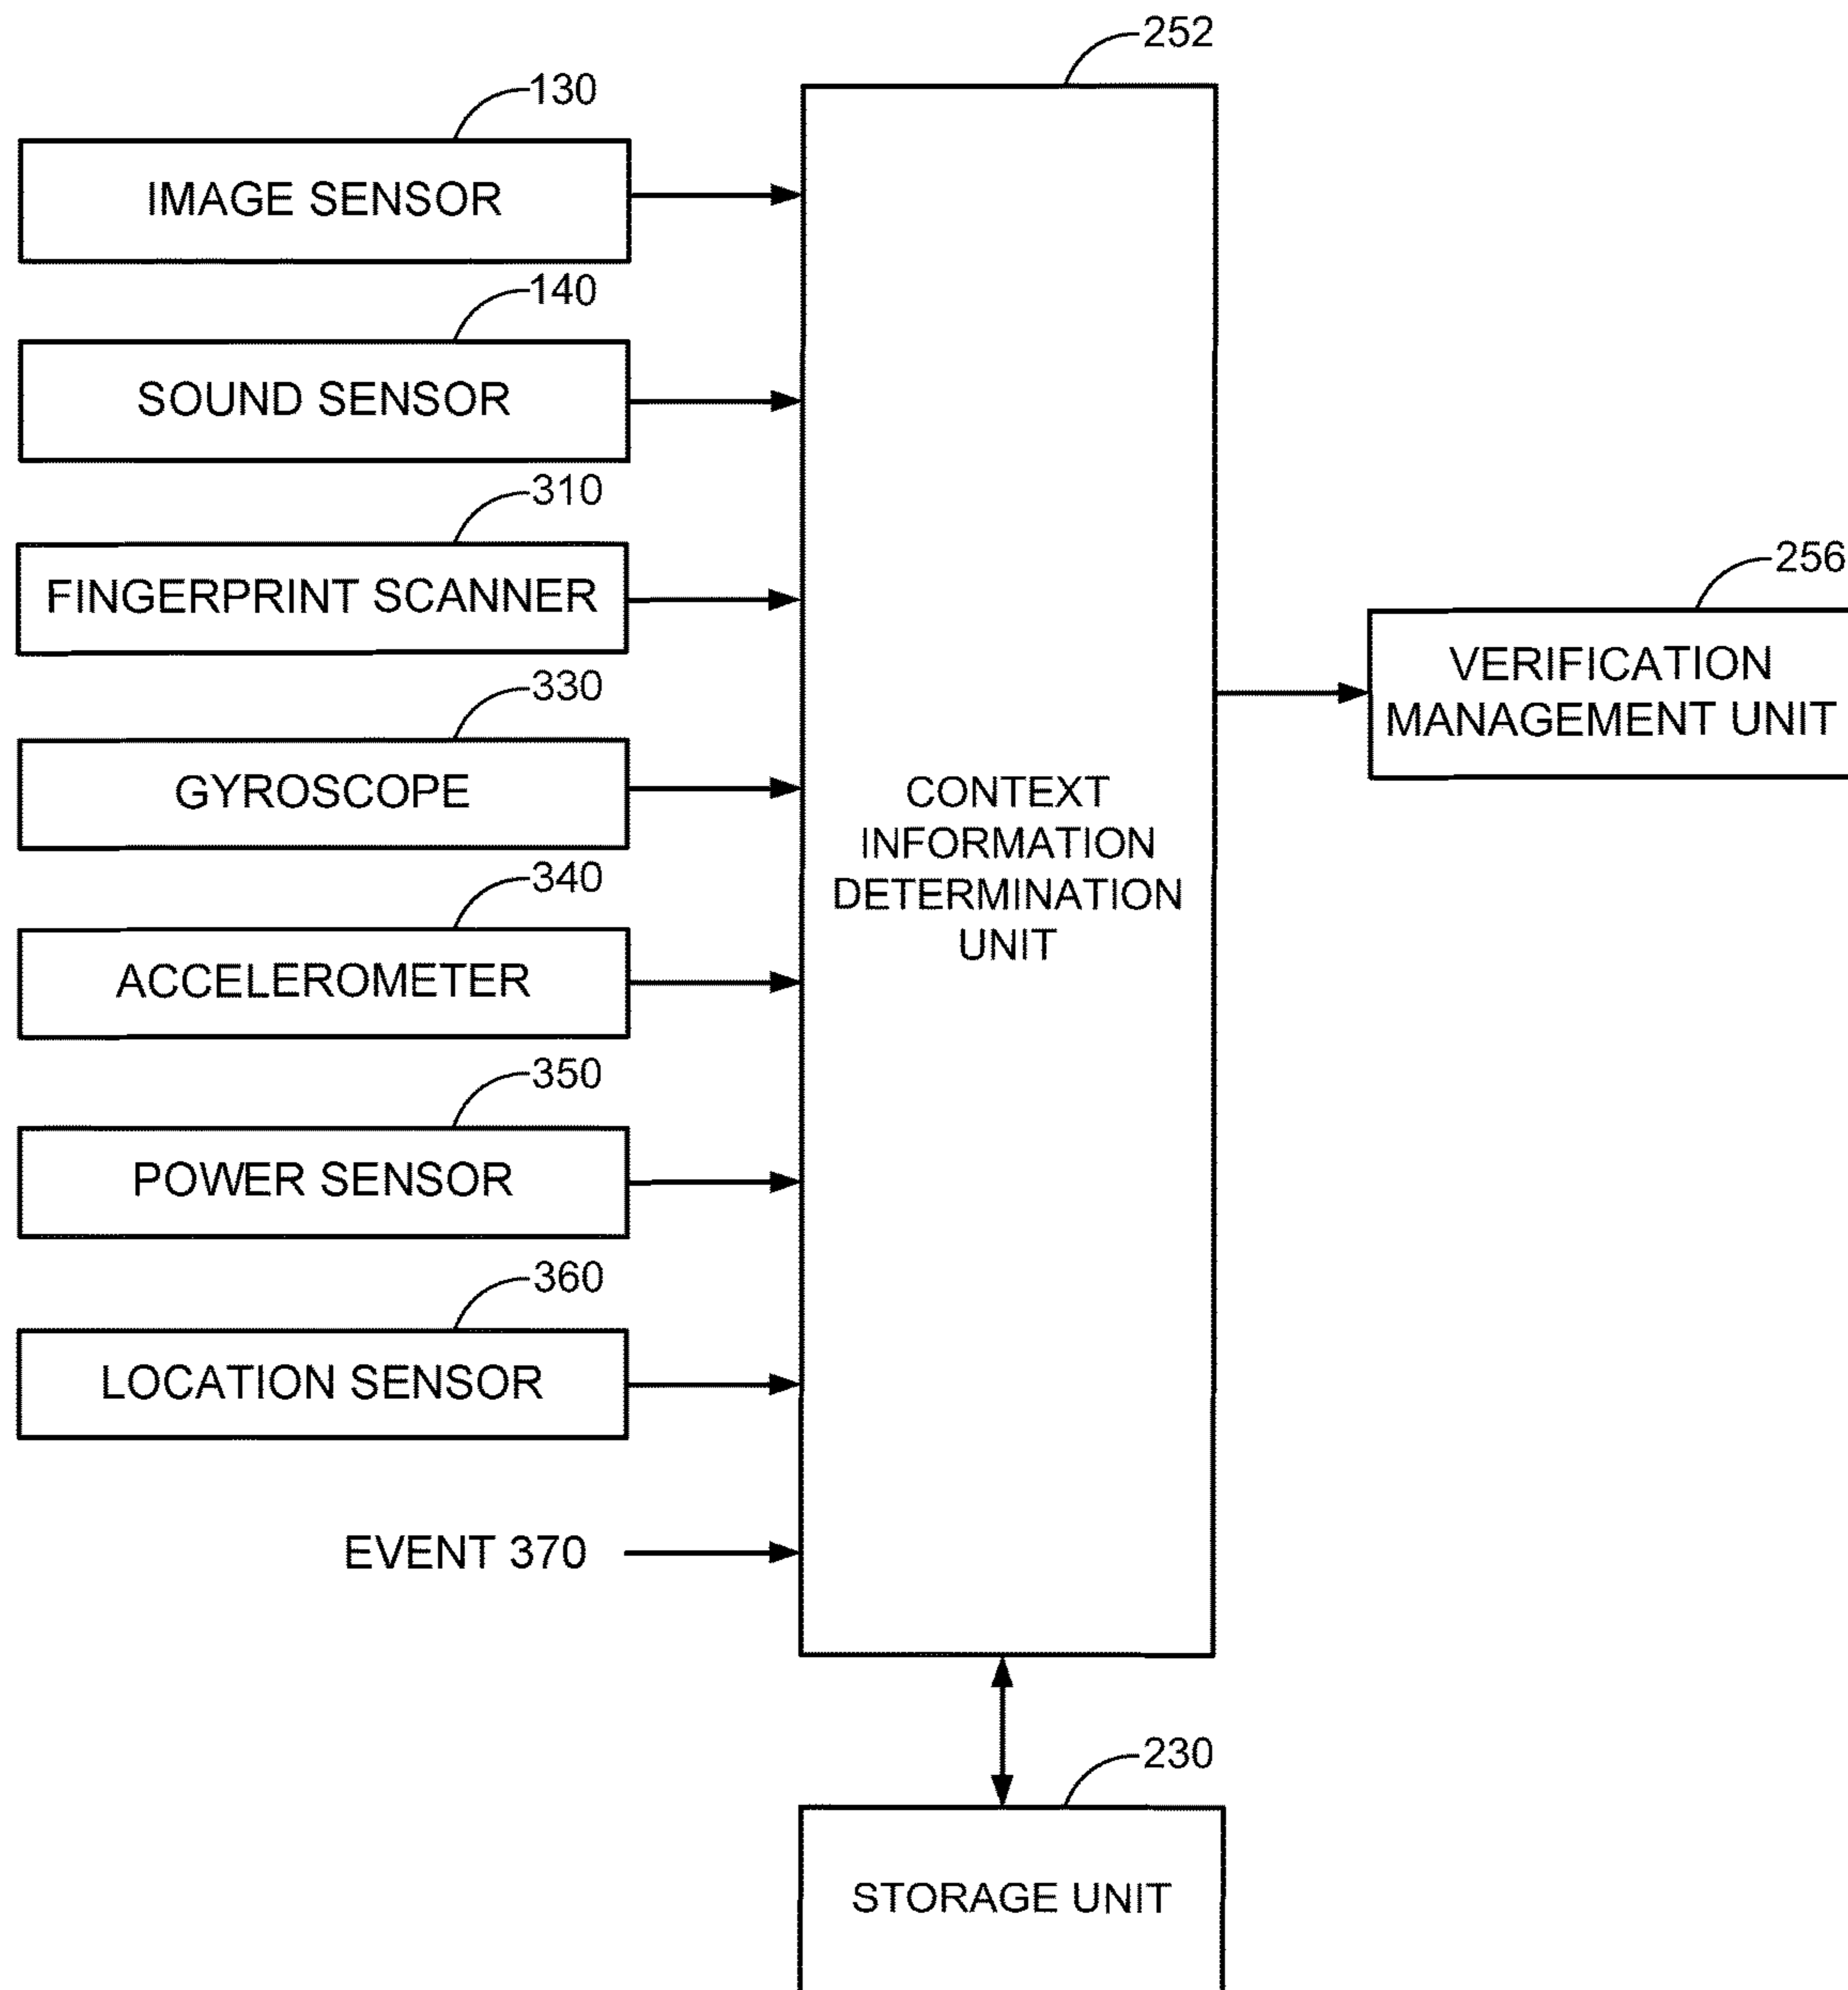 252
130
IMAGE SENSOR
140
SOUND SENSOR
310
FINGERPRINT SCANNER
330
GYROSCOPE
340
ACCELEROMETER
350
POWER SENSOR
360
LOCATION SENSOR
EVENT 370
CONTEXT
INFORMATION
DETERMINATION
UNIT
256
VERIFICATION
MANAGEMENT UNIT
230
STORAGE UNIT